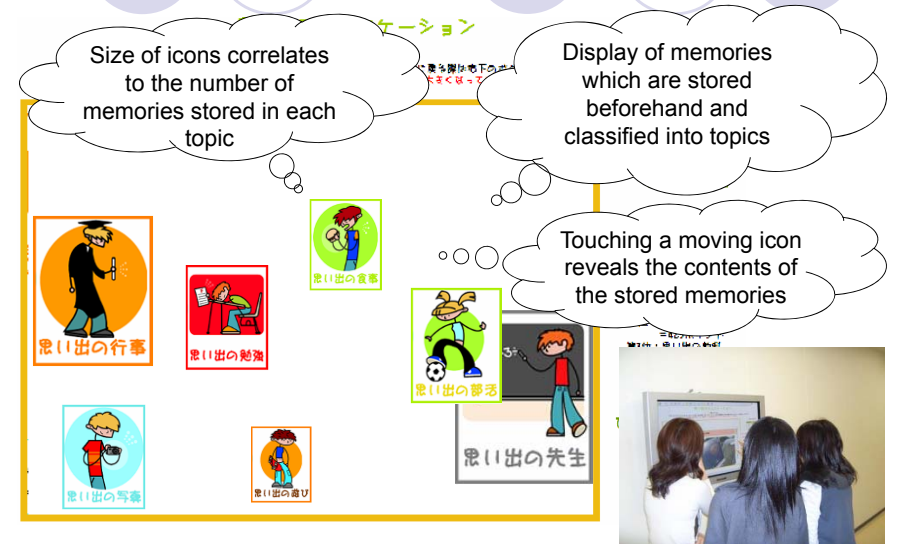 ケーション
Size of icons correlates
to the number of
memories stored in each
topic
Display of memories
which are stored
beforehand and
classified into topics
Touching a moving icon
reveals the contents of
the stored memories
思い出の行事
思い出の勉強
思い出の食事
思い出の部活
思い出の先生
思い出の写真
思い出の遊び